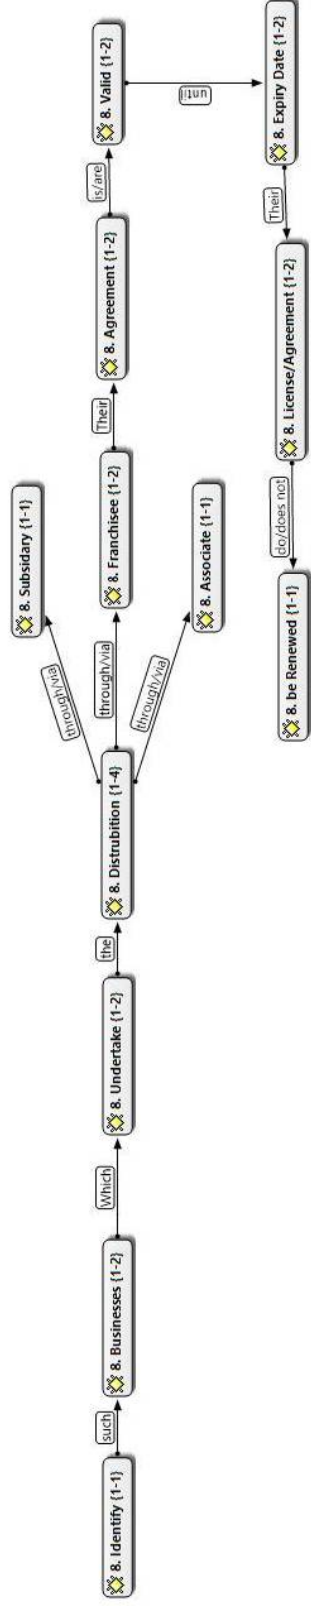 8. Identify {1-1}
such
8. Businesses {1-2}
Which
8. Undertake {1-2}
the
8. Distrubition {1-4}
through/via
8. Subsidary {1-1}
through/via
8. Franchisee {1-2}
through/via
8. Associate {1-1}
Their
8. Agreement {1-2}
is/are
8. Valid {1-2}
until
8. Expiry Date {1-2}
Their
8. License/Agreement {1-2}
do/does not
8. be Renewed {1-1}